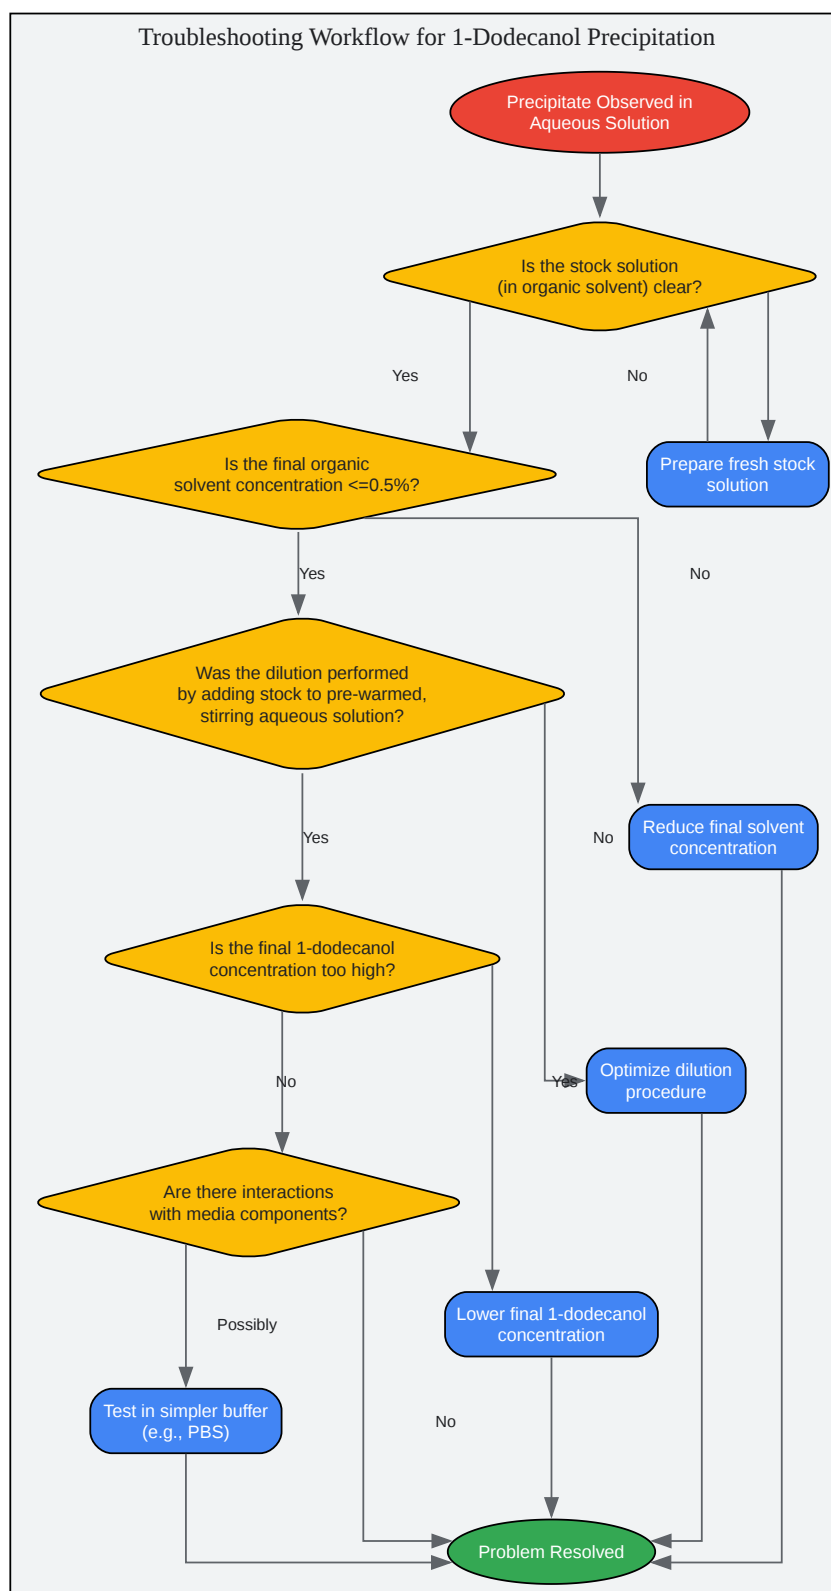 Troubleshooting Workflow for 1-Dodecanol Precipitation
Precipitate Observed in
Aqueous Solution
Is the stock solution
(in organic solvent) clear?
Yes
No
Is the final organic
solvent concentration <=0.5%?
Prepare fresh stock
solution
Yes
No
Was the dilution performed
by adding stock to pre-warmed,
stirring aqueous solution?
Yes
No
Reduce final solvent
concentration
Is the final 1-dodecanol
concentration too high?
No
Yes
Optimize dilution
procedure
Are there interactions
with media components?
Possibly
Lower final 1-dodecanol
concentration
Test in simpler buffer
(e.g., PBS)
No
Problem Resolved